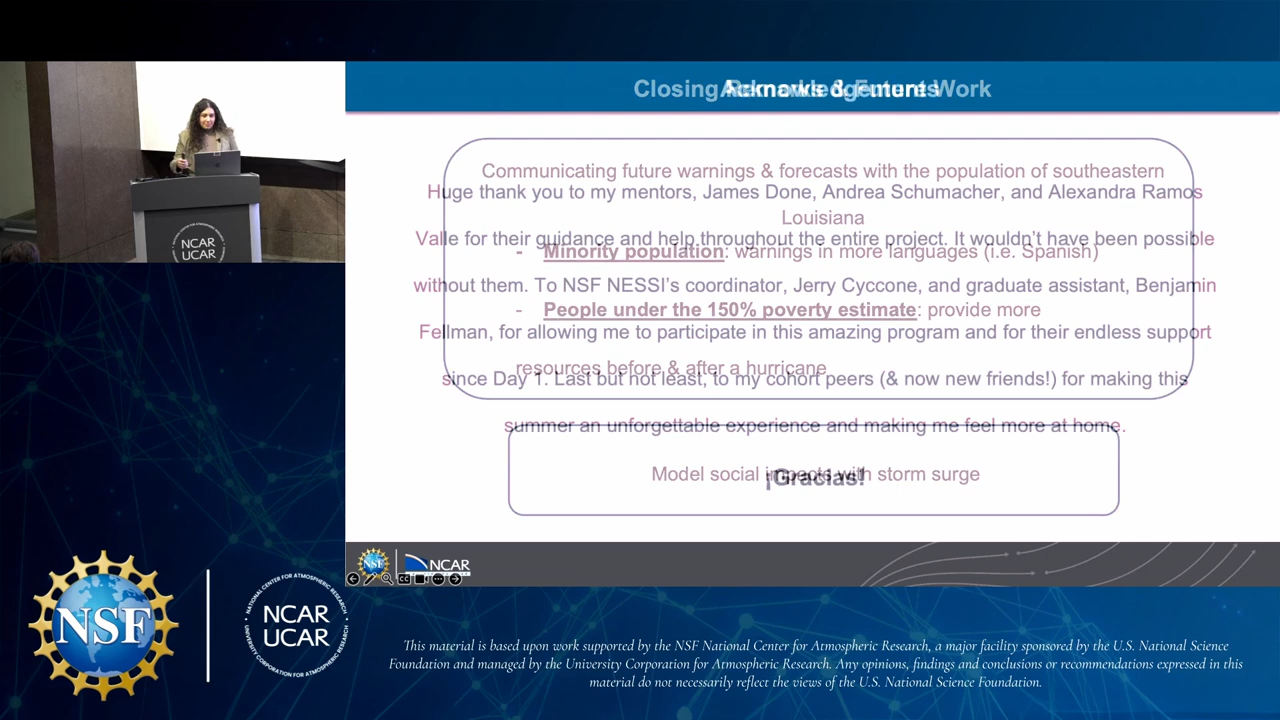 Closing Remarks & Future Work
Acknowledgements
Communicating future warnings & forecasts with the population of southeastern
Louisiana
- Minority population: warnings in more languages (i.e. Spanish)
- People under the 150% poverty estimate: provide more
resources before & after a hurricane
Model social impacts with storm surge
Huge thank you to my mentors, James Done, Andrea Schumacher, and Alexandra Ramos
Valle for their guidance and help throughout the entire project. It wouldn't have been possible
without them. To NSF NESSI's coordinator, Jerry Cyccone, and graduate assistant, Benjamin
Fellman, for allowing me to participate in this amazing program and for their endless support
since Day 1. Last but not least, to my cohort peers (& now new friends!) for making this
summer an unforgettable experience and making me feel more at home.
¡Gracias!
NCAR
UCAR
NSF
NCAR
CC
NSF
NATIONAL CENTER FOR ATMOSPHERIC RESEARCH
NCAR
UCAR
UNIVERSITY CORPORATION FOR ATMOSPHERIC RESEARCH
This material is based upon work supported by the NSF National Center for Atmospheric Research, a major facility sponsored by the U.S. National Science
Foundation and managed by the University Corporation for Atmospheric Research. Any opinions, findings and conclusions or recommendations expressed in this
material do not necessarily reflect the views of the U.S. National Science Foundation.